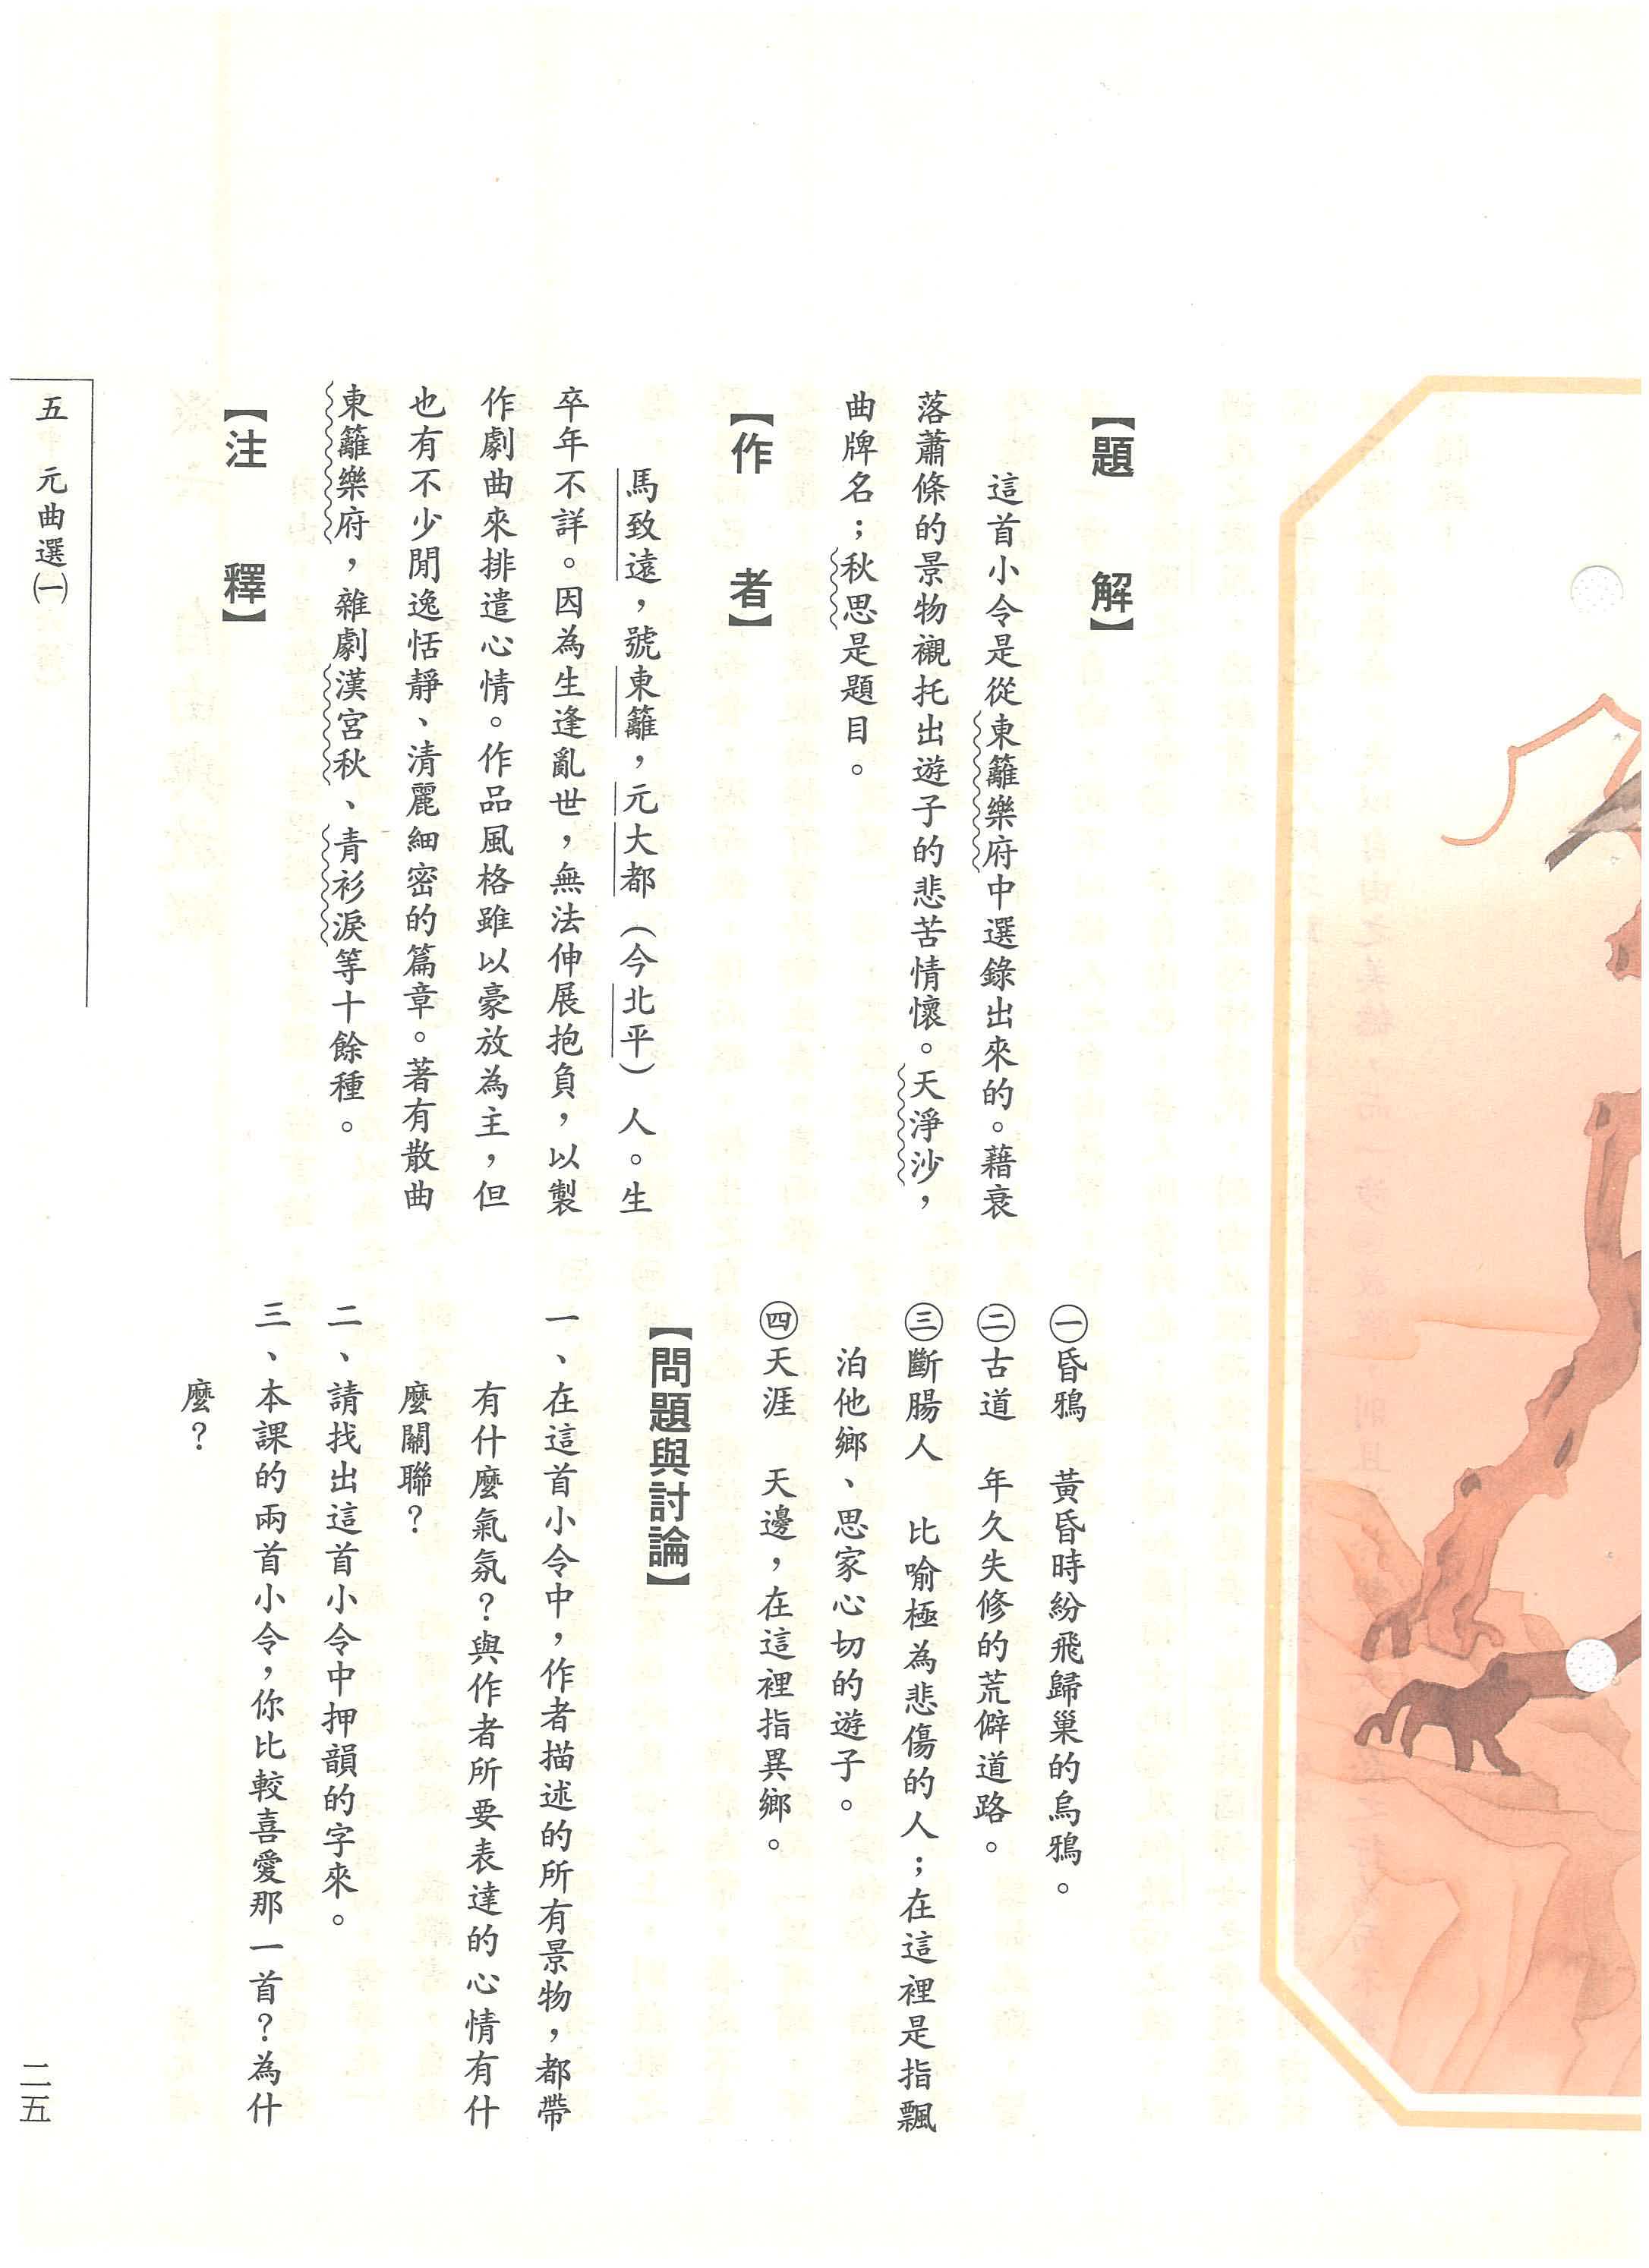 【題　解】
這首小令是從東籬樂府中選錄出來的。藉衰
落蕭條的景物襯托出遊子的悲苦情懷。天淨沙，
曲牌名；秋思是題目。
【作　者】
馬致遠，號東籬，元大都（今北平）人。生
卒年不詳。因為生逢亂世，無法伸展抱負，以製
作劇曲來排遣心情。作品風格雖以豪放為主，但
也有不少閒逸恬靜、清麗細密的篇章。著有散曲
東籬樂府，雜劇漢宮秋、青衫淚等十餘種。
【注　釋】
㊀昏鴉　黃昏時紛飛歸巢的烏鴉。
㊁古道　年久失修的荒僻道路。
㊂斷腸人　比喻極為悲傷的人；在這裡是指飄
泊他鄉、思家心切的遊子。
㊃天涯　天邊，在這裡指異鄉。
【問題與討論】
一、在這首小令中，作者描述的所有景物，都帶
有什麼氣氛？與作者所要表達的心情有什
麼關聯？
二、請找出這首小令中押韻的字來。
三、本課的兩首小令，你比較喜愛那一首？為什
麼？
五　元曲選㈠
二五